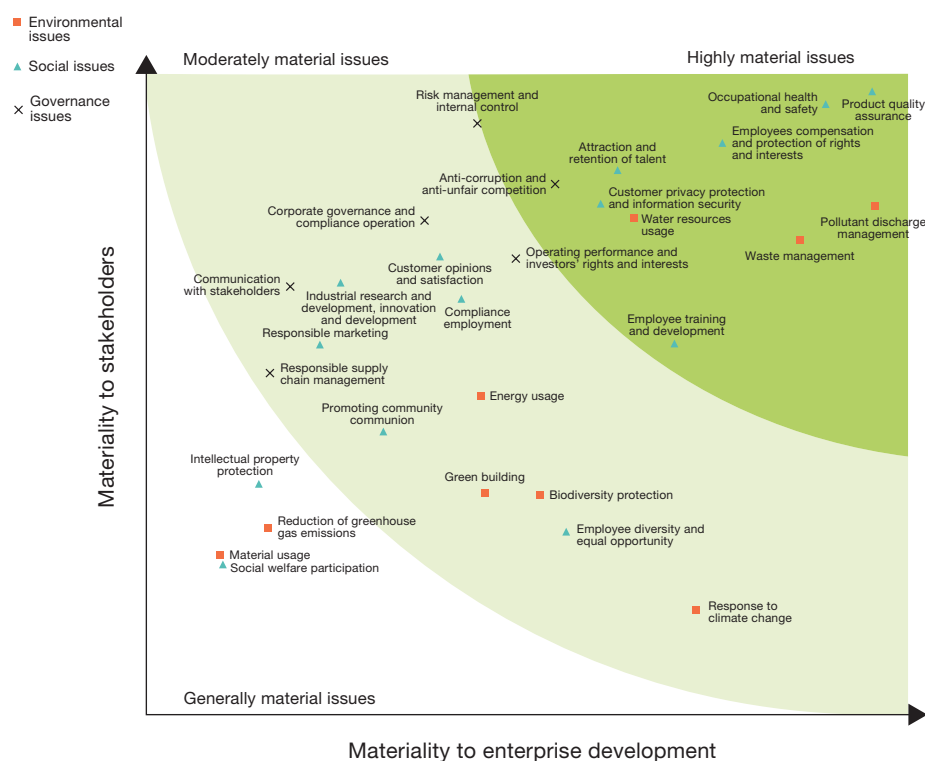 Environmental
issues
Social issues
Governance
issues
Moderately material issues
Highly material issues
Risk management and
internal control
Occupational health
and safety
Product quality
assurance
Employees compensation
and protection of rights
and interests
Attraction and
retention of talent
Anti-corruption and
anti-unfair competition
Customer privacy protection
and information security
Water resources
usage
Pollutant discharge
management
Waste management
Corporate governance and
compliance operation
Operating performance and
investors' rights and interests
Customer opinions
and satisfaction
Communication
with stakeholders
Industrial research and
development, innovation
and development
Compliance
employment
Employee training
and development
Responsible marketing
Responsible supply
chain management
Energy usage
Promoting community
communion
Intellectual property
protection
Green building
Biodiversity protection
Reduction of greenhouse
gas emissions
Employee diversity and
equal opportunity
Material usage
Social welfare participation
Response to
climate change
Generally material issues
Materiality to stakeholders
Materiality to enterprise development